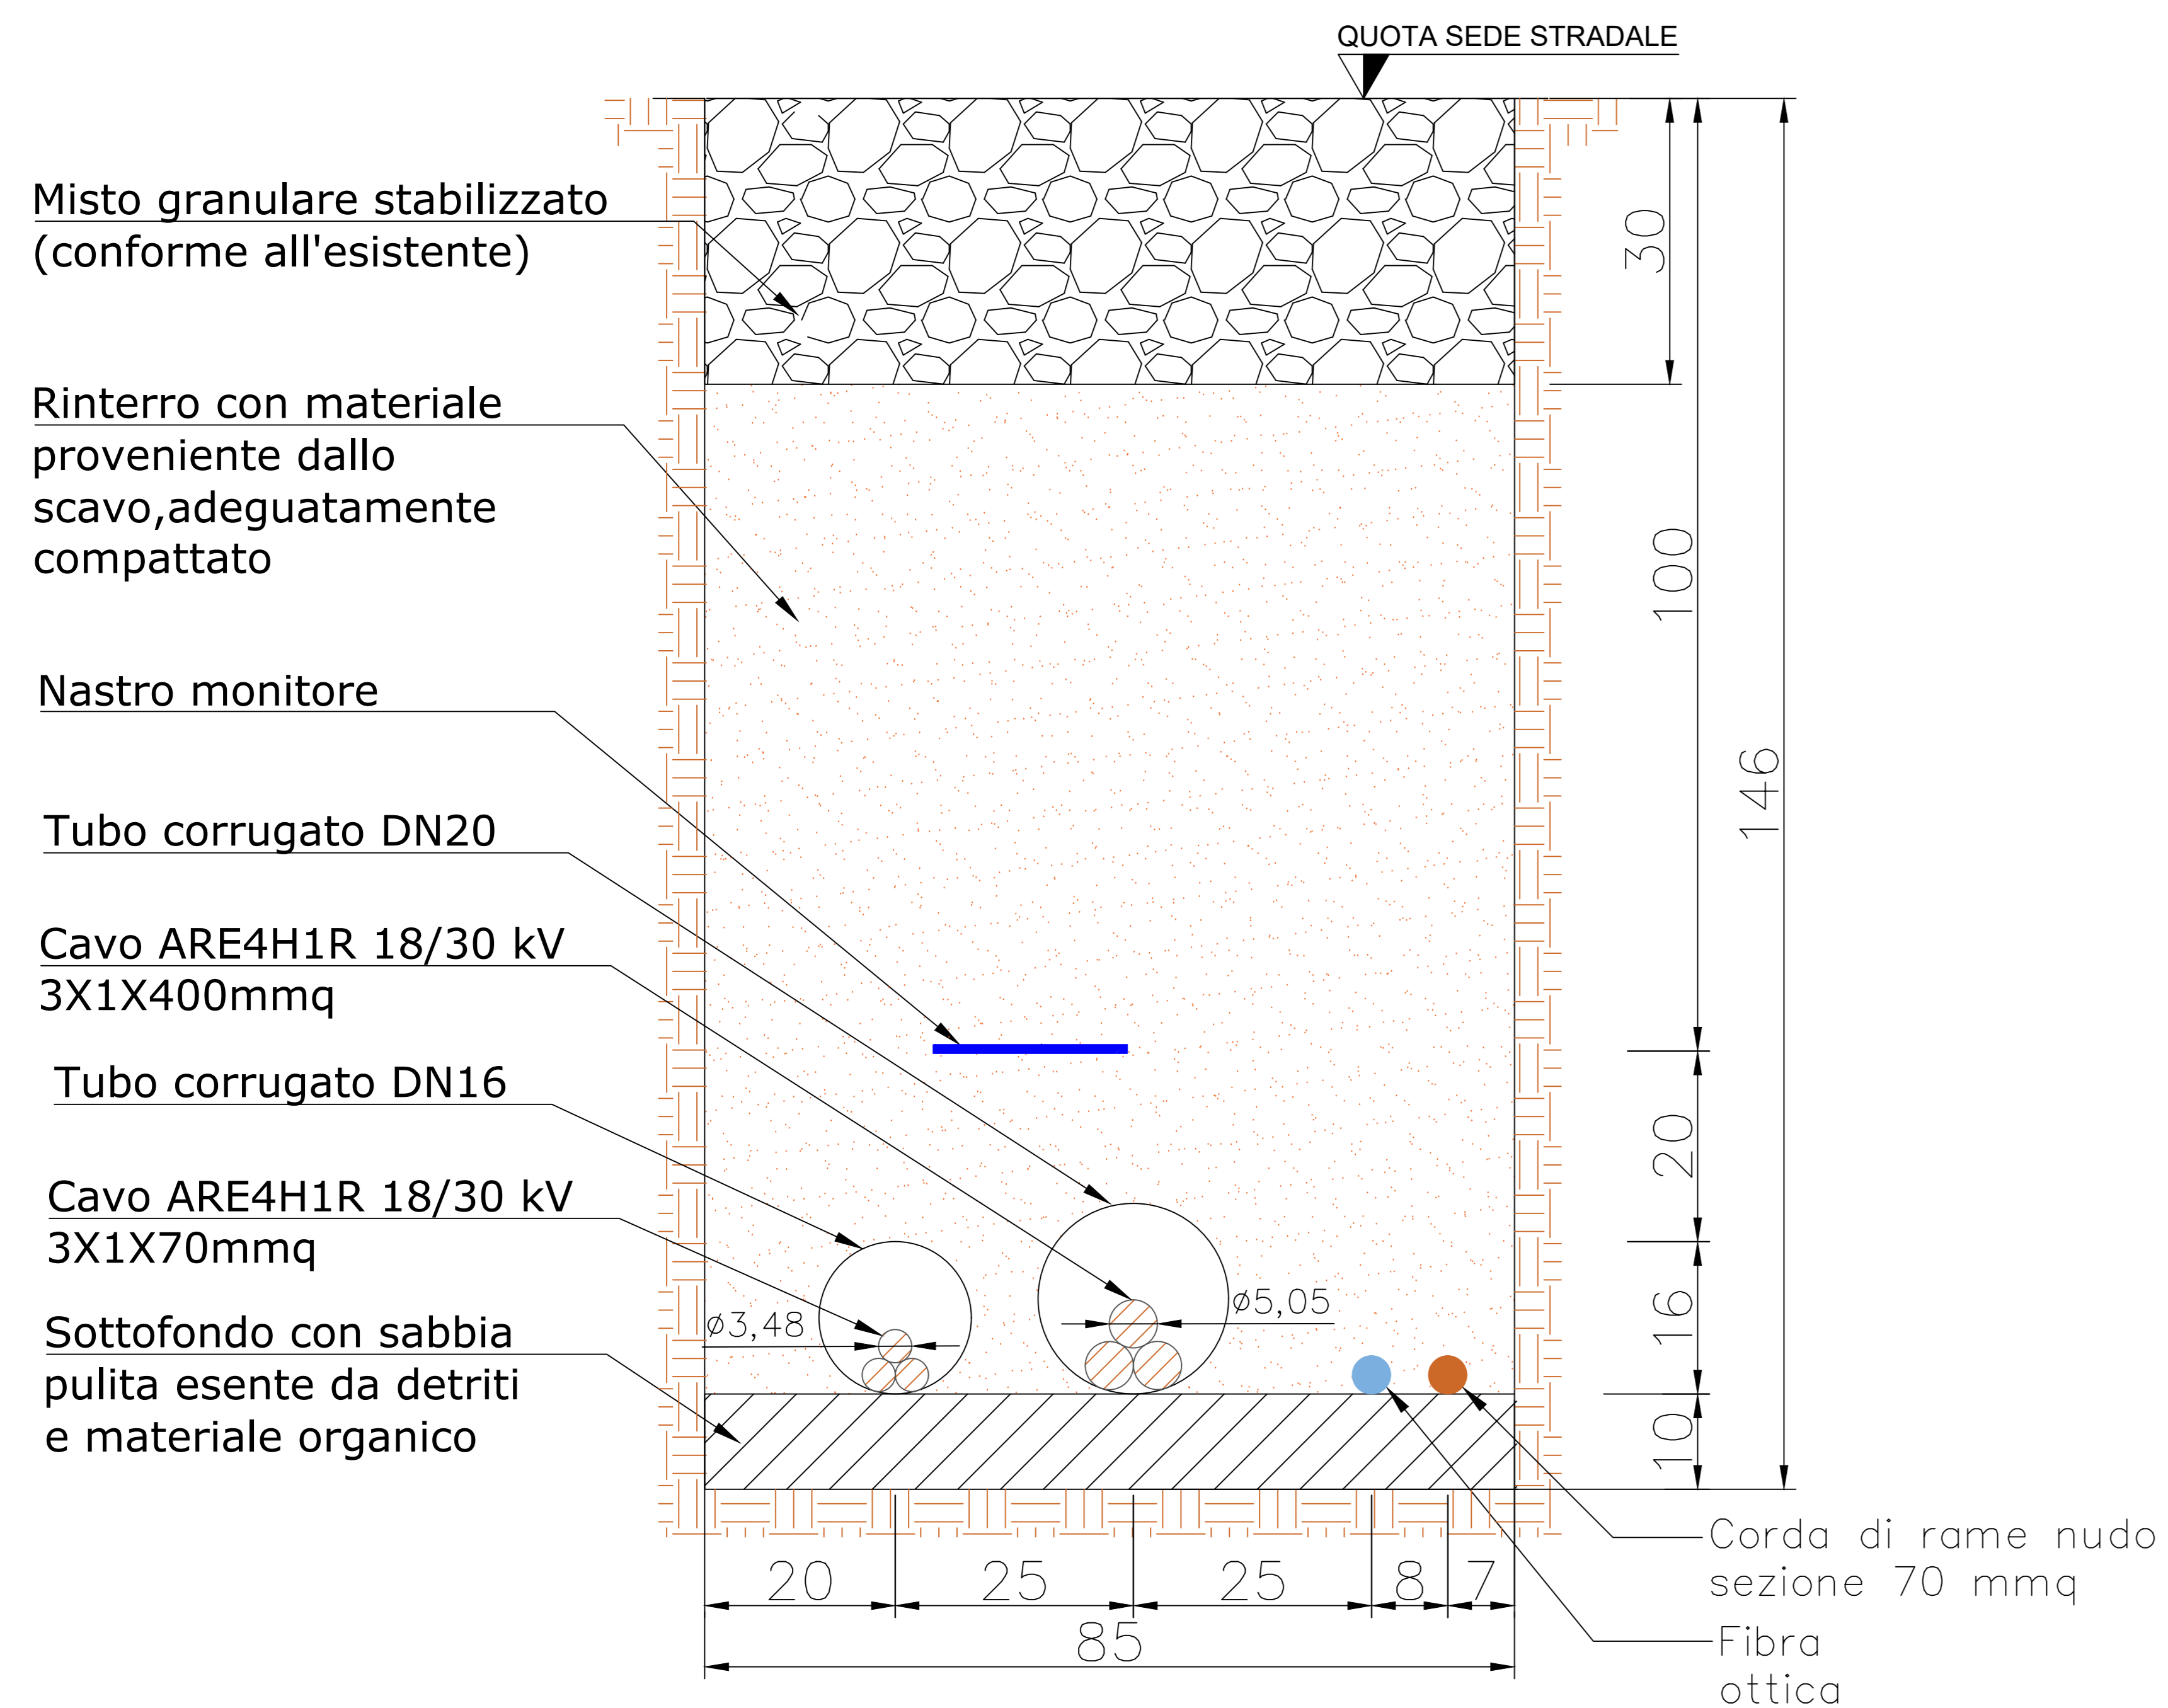 QUOTA SEDE STRADALE
Misto granulare stabilizzato
(conforme all'esistente)
30
Rinterro con materiale
proveniente dallo
scavo,adeguatamente
compattato
100
Nastro monitore
146
Tubo corrugato DN20
Cavo ARE4H1R 18/30 kV
3X1X400mmq
Tubo corrugato DN16
20
Cavo ARE4H1R 18/30 kV
3X1X70mmq
ø3,48
ø5,05
16
Sottofondo con sabbia
pulita esente da detriti
e materiale organico
10
Corda di rame nudo
sezione 70 mmq
20 25 25 8 7
85
Fibra
ottica